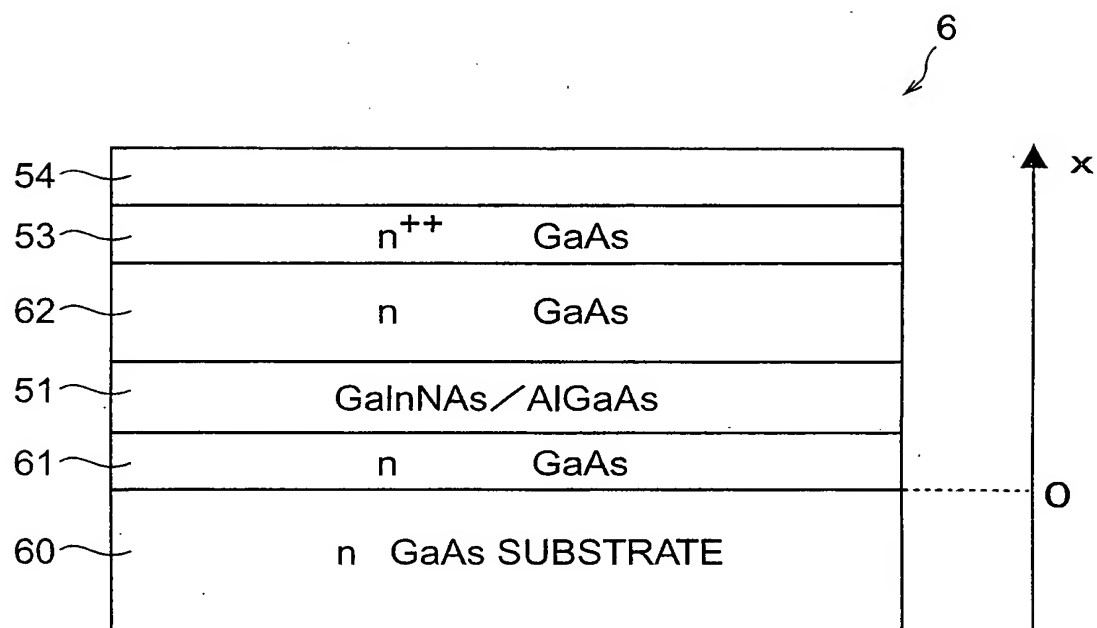 6
54
x
53 n++ GaAs
62 n GaAs
51 GaInNAs／AlGaAs
61 n GaAs
O
60 n GaAs SUBSTRATE